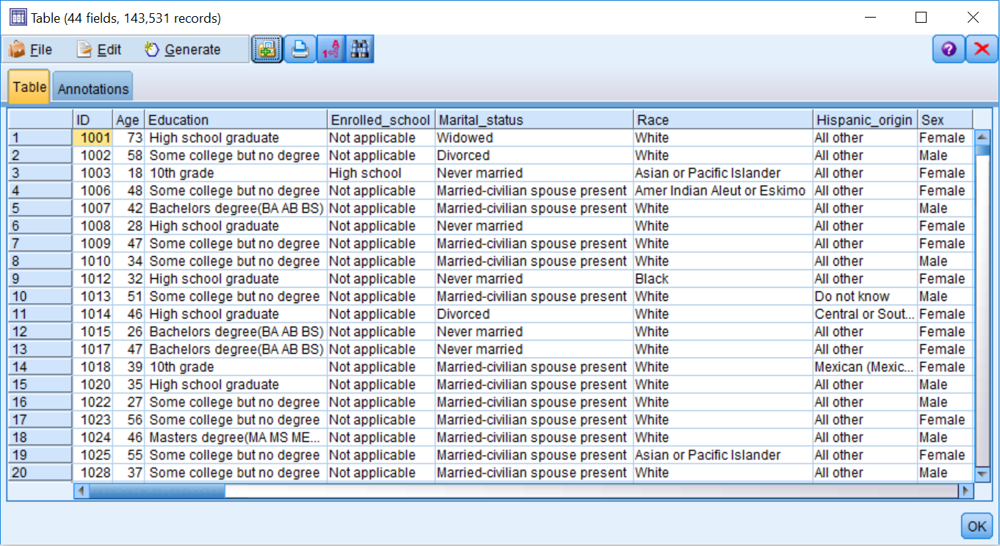 Table (44 fields, 143,531 records)
File Edit Generate
Table Annotations
ID Age Education Enrolled_school Marital_status Race Hispanic_origin Sex
1 1001 73 High school graduate Not applicable Widowed White All other Female
2 1002 58 Some college but no degree Not applicable Divorced White All other Male
3 1003 18 10th grade High school Never married Asian or Pacific Islander All other Female
4 1006 48 Some college but no degree Not applicable Married-civilian spouse present Amer Indian Aleut or Eskimo All other Female
5 1007 42 Bachelors degree(BA AB BS) Not applicable Married-civilian spouse present White All other Male
6 1008 28 High school graduate Not applicable Never married White All other Female
7 1009 47 Some college but no degree Not applicable Married-civilian spouse present White All other Female
8 1010 34 Some college but no degree Not applicable Married-civilian spouse present White All other Male
9 1012 32 High school graduate Not applicable Never married Black All other Female
10 1013 51 Some college but no degree Not applicable Married-civilian spouse present White Do not know Male
11 1014 46 High school graduate Not applicable Divorced White Central or Sout... Female
12 1015 26 Bachelors degree(BA AB BS) Not applicable Never married White All other Female
13 1017 47 Bachelors degree(BA AB BS) Not applicable Never married White All other Female
14 1018 39 10th grade Not applicable Married-civilian spouse present White Mexican (Mexic... Female
15 1020 35 High school graduate Not applicable Married-civilian spouse present White All other Male
16 1022 27 Some college but no degree Not applicable Married-civilian spouse present White All other Male
17 1023 56 Some college but no degree Not applicable Married-civilian spouse present White All other Female
18 1024 46 Masters degree(MA MS ME... Not applicable Married-civilian spouse present White All other Male
19 1025 55 Some college but no degree Not applicable Married-civilian spouse present Asian or Pacific Islander All other Female
20 1028 37 Some college but no degree Not applicable Married-civilian spouse present White All other Male
OK